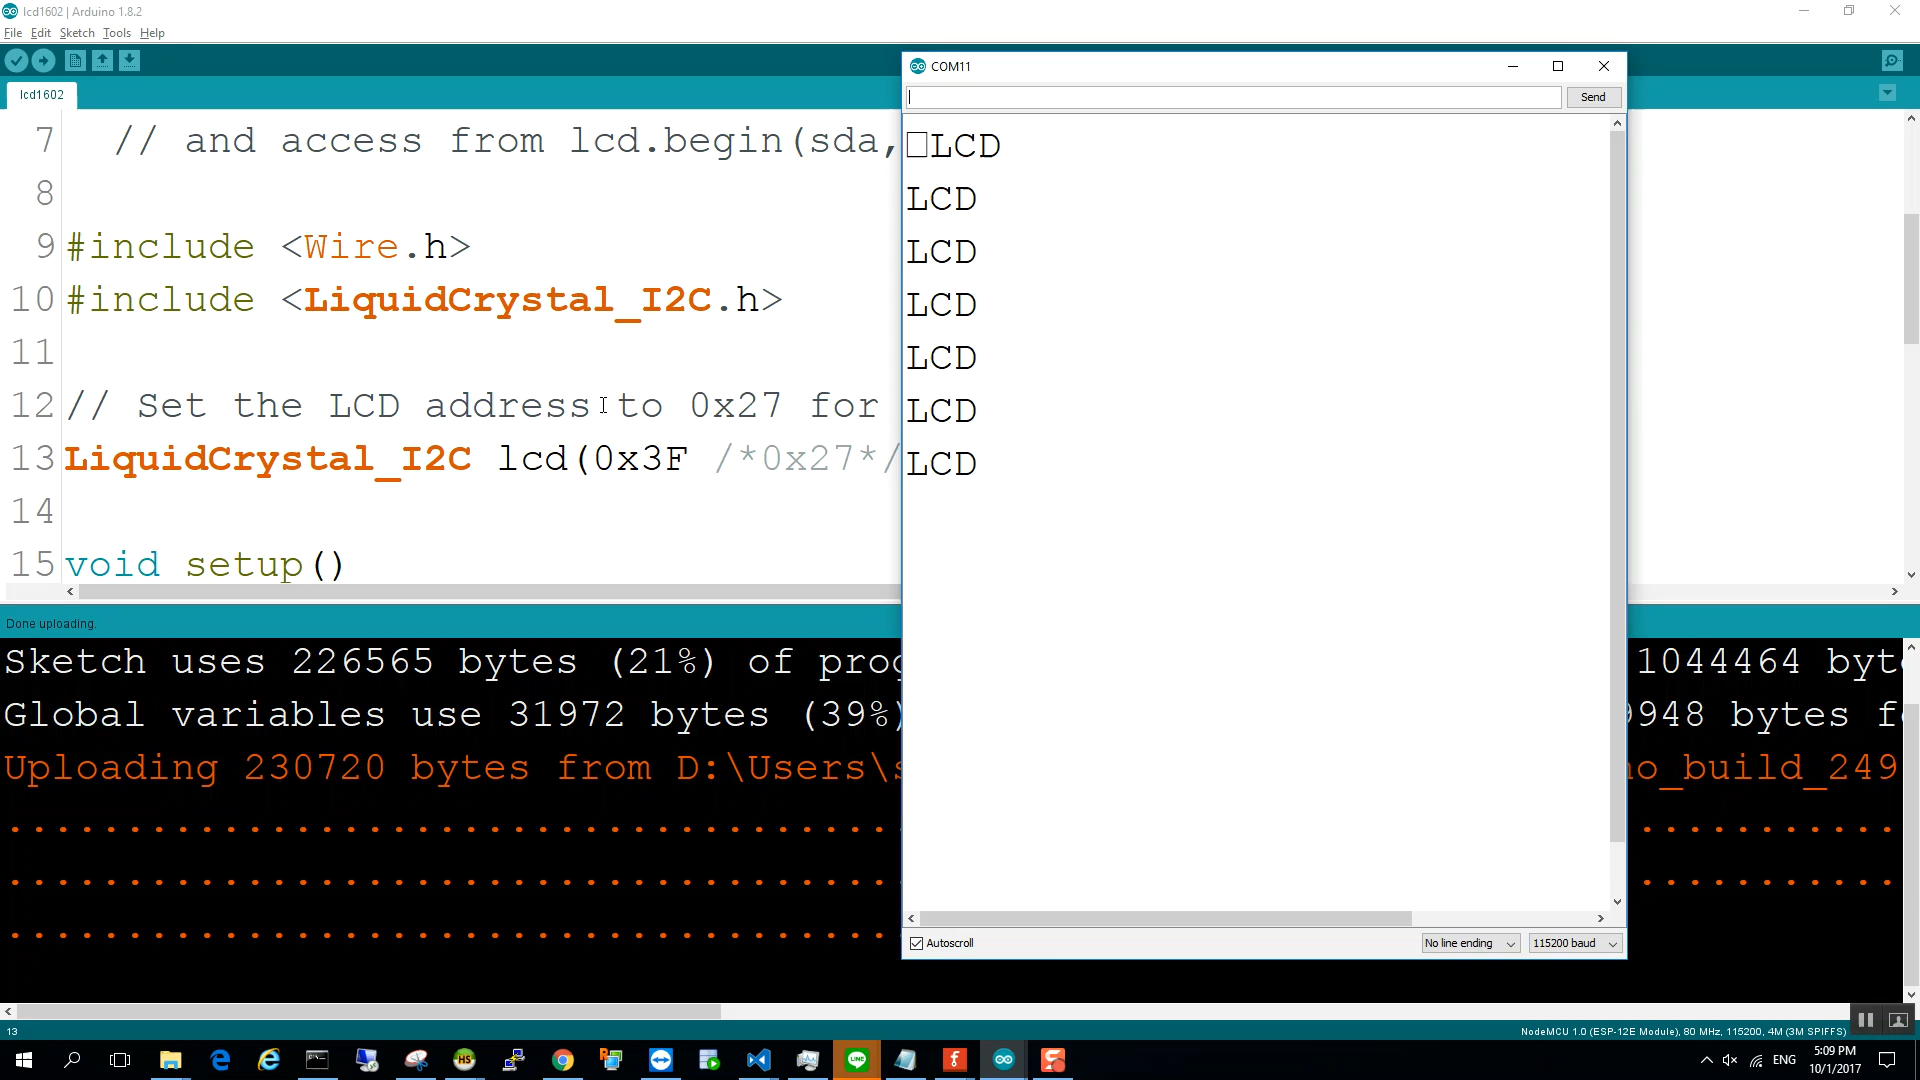 lcd1602 | Arduino 1.8.2
File Edit Sketch Tools Help
lcd1602
7 // and access from lcd.begin(sda,
8
9 #include <Wire.h>
10 #include <LiquidCrystal_I2C.h>
11
12 // Set the LCD address to 0x27 for
13 LiquidCrystal_I2C lcd(0x3F /*0x27*/
14
15 void setup()
COM11
Send
LCD
LCD
LCD
LCD
LCD
LCD
LCD
Autoscroll
No line ending
115200 baud
Done uploading.
Sketch uses 226565 bytes (21%) of prog 1044464 byt
Global variables use 31972 bytes (39%) 9948 bytes f
Uploading 230720 bytes from D:\Users\s no_build_249
13
NodeMCU 1.0 (ESP-12E Module), 80 MHz, 115200, 4M (3M SPIFFS)
HS
LINE
ENG
5:09 PM
10/1/2017